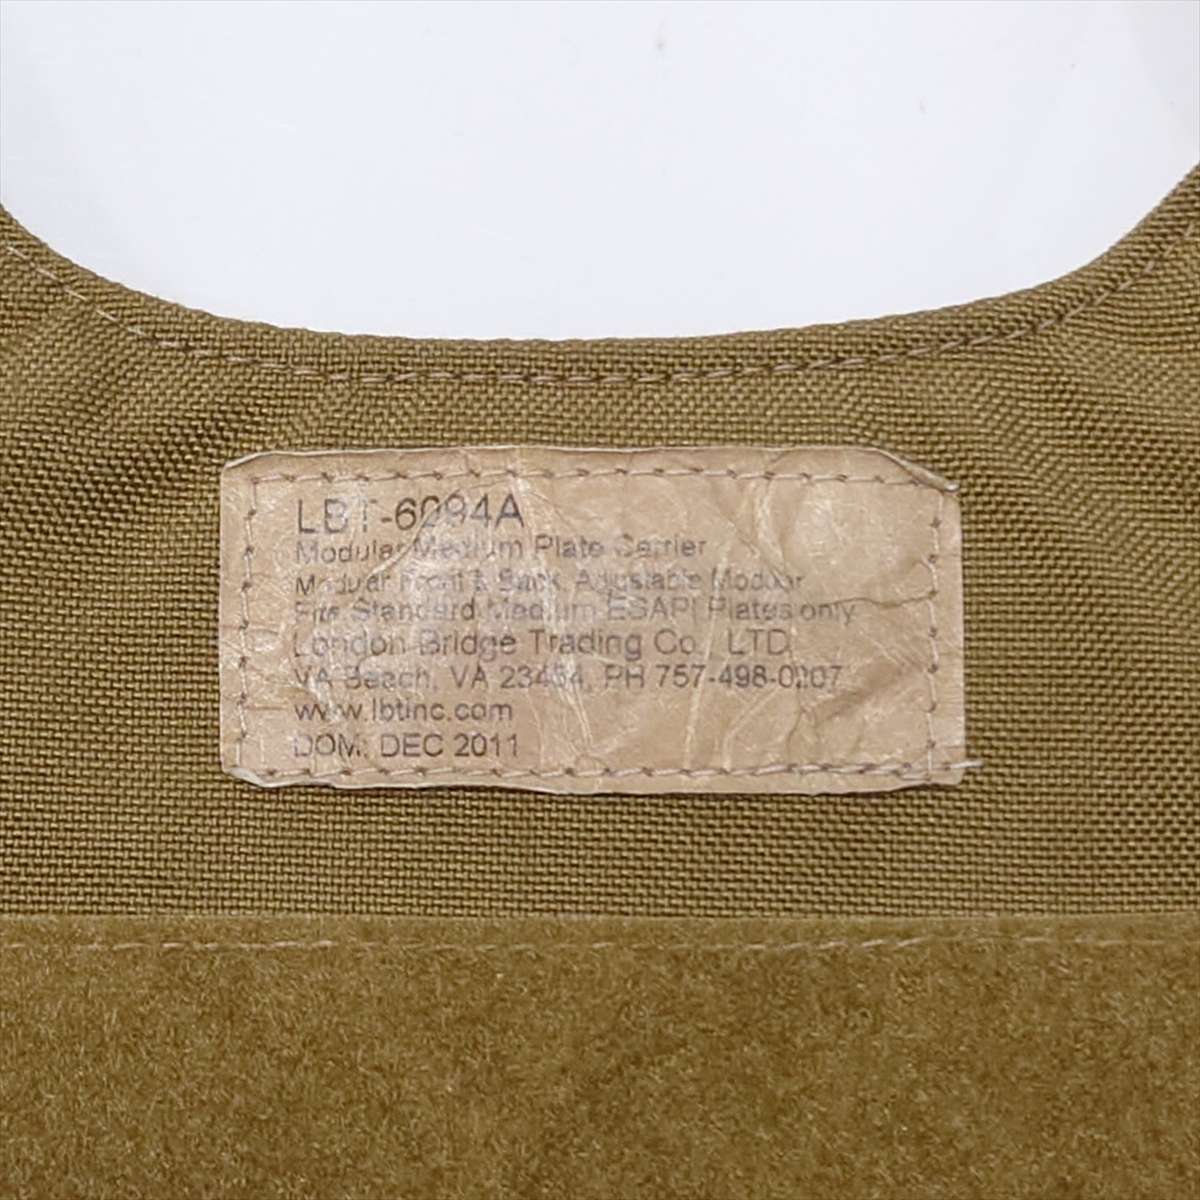 LBT-6094A
Modular Medium Plate Carrier
Modular Front & Back, Adjustable Modular
Fits Standard Medium ESAPI Plates only
London Bridge Trading Co., LTD.
VA Beach, VA 23454, PH 757-498-0207
www.lbtinc.com
DOM: DEC 2011